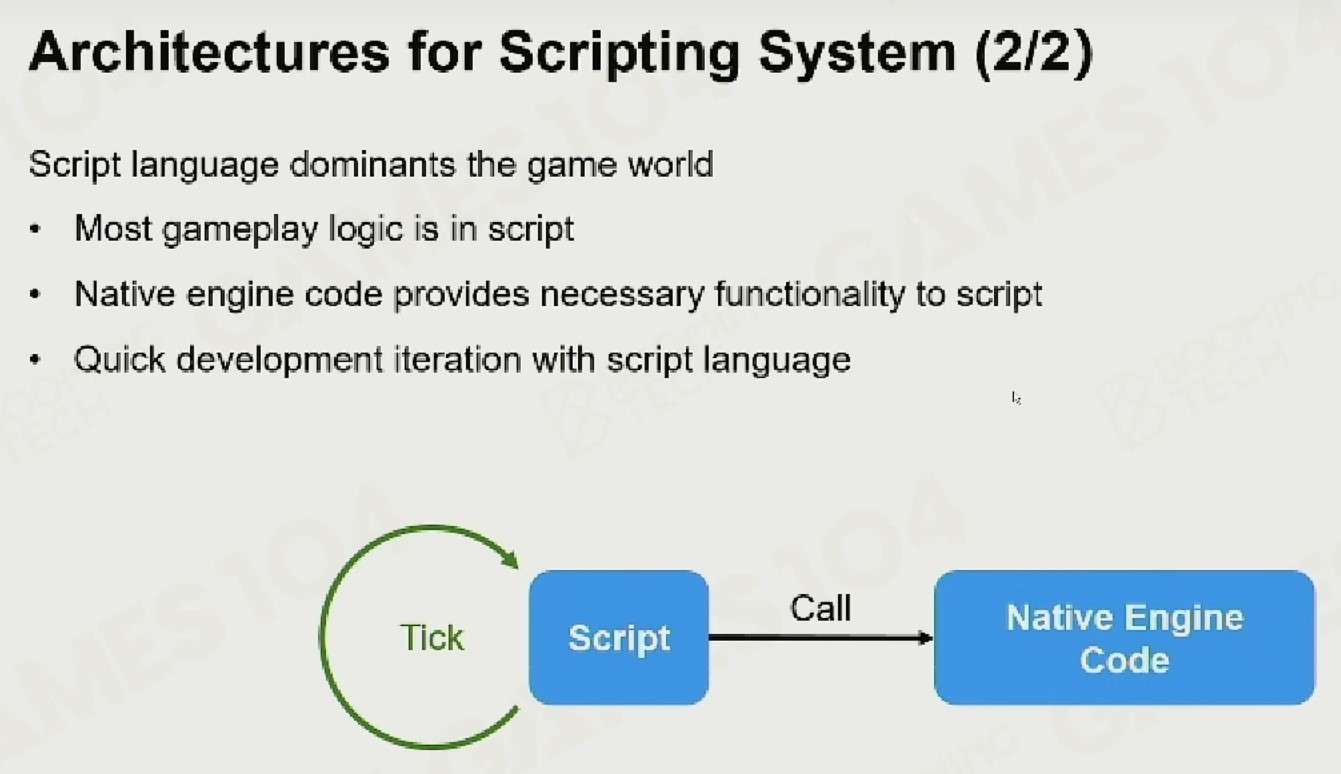 Architectures for Scripting System (2/2)
Script language dominants the game world
• Most gameplay logic is in script
• Native engine code provides necessary functionality to script
• Quick development iteration with script language
Tick
Script
Call
Native Engine
Code
GAMES104
BOOMING
TECH